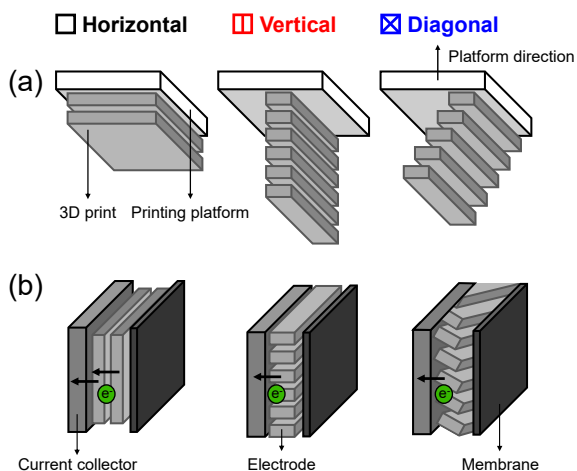 Horizontal Vertical Diagonal
(a)
Platform direction
3D print Printing platform
(b)
e⁻ e⁻ e⁻
Current collector Electrode Membrane